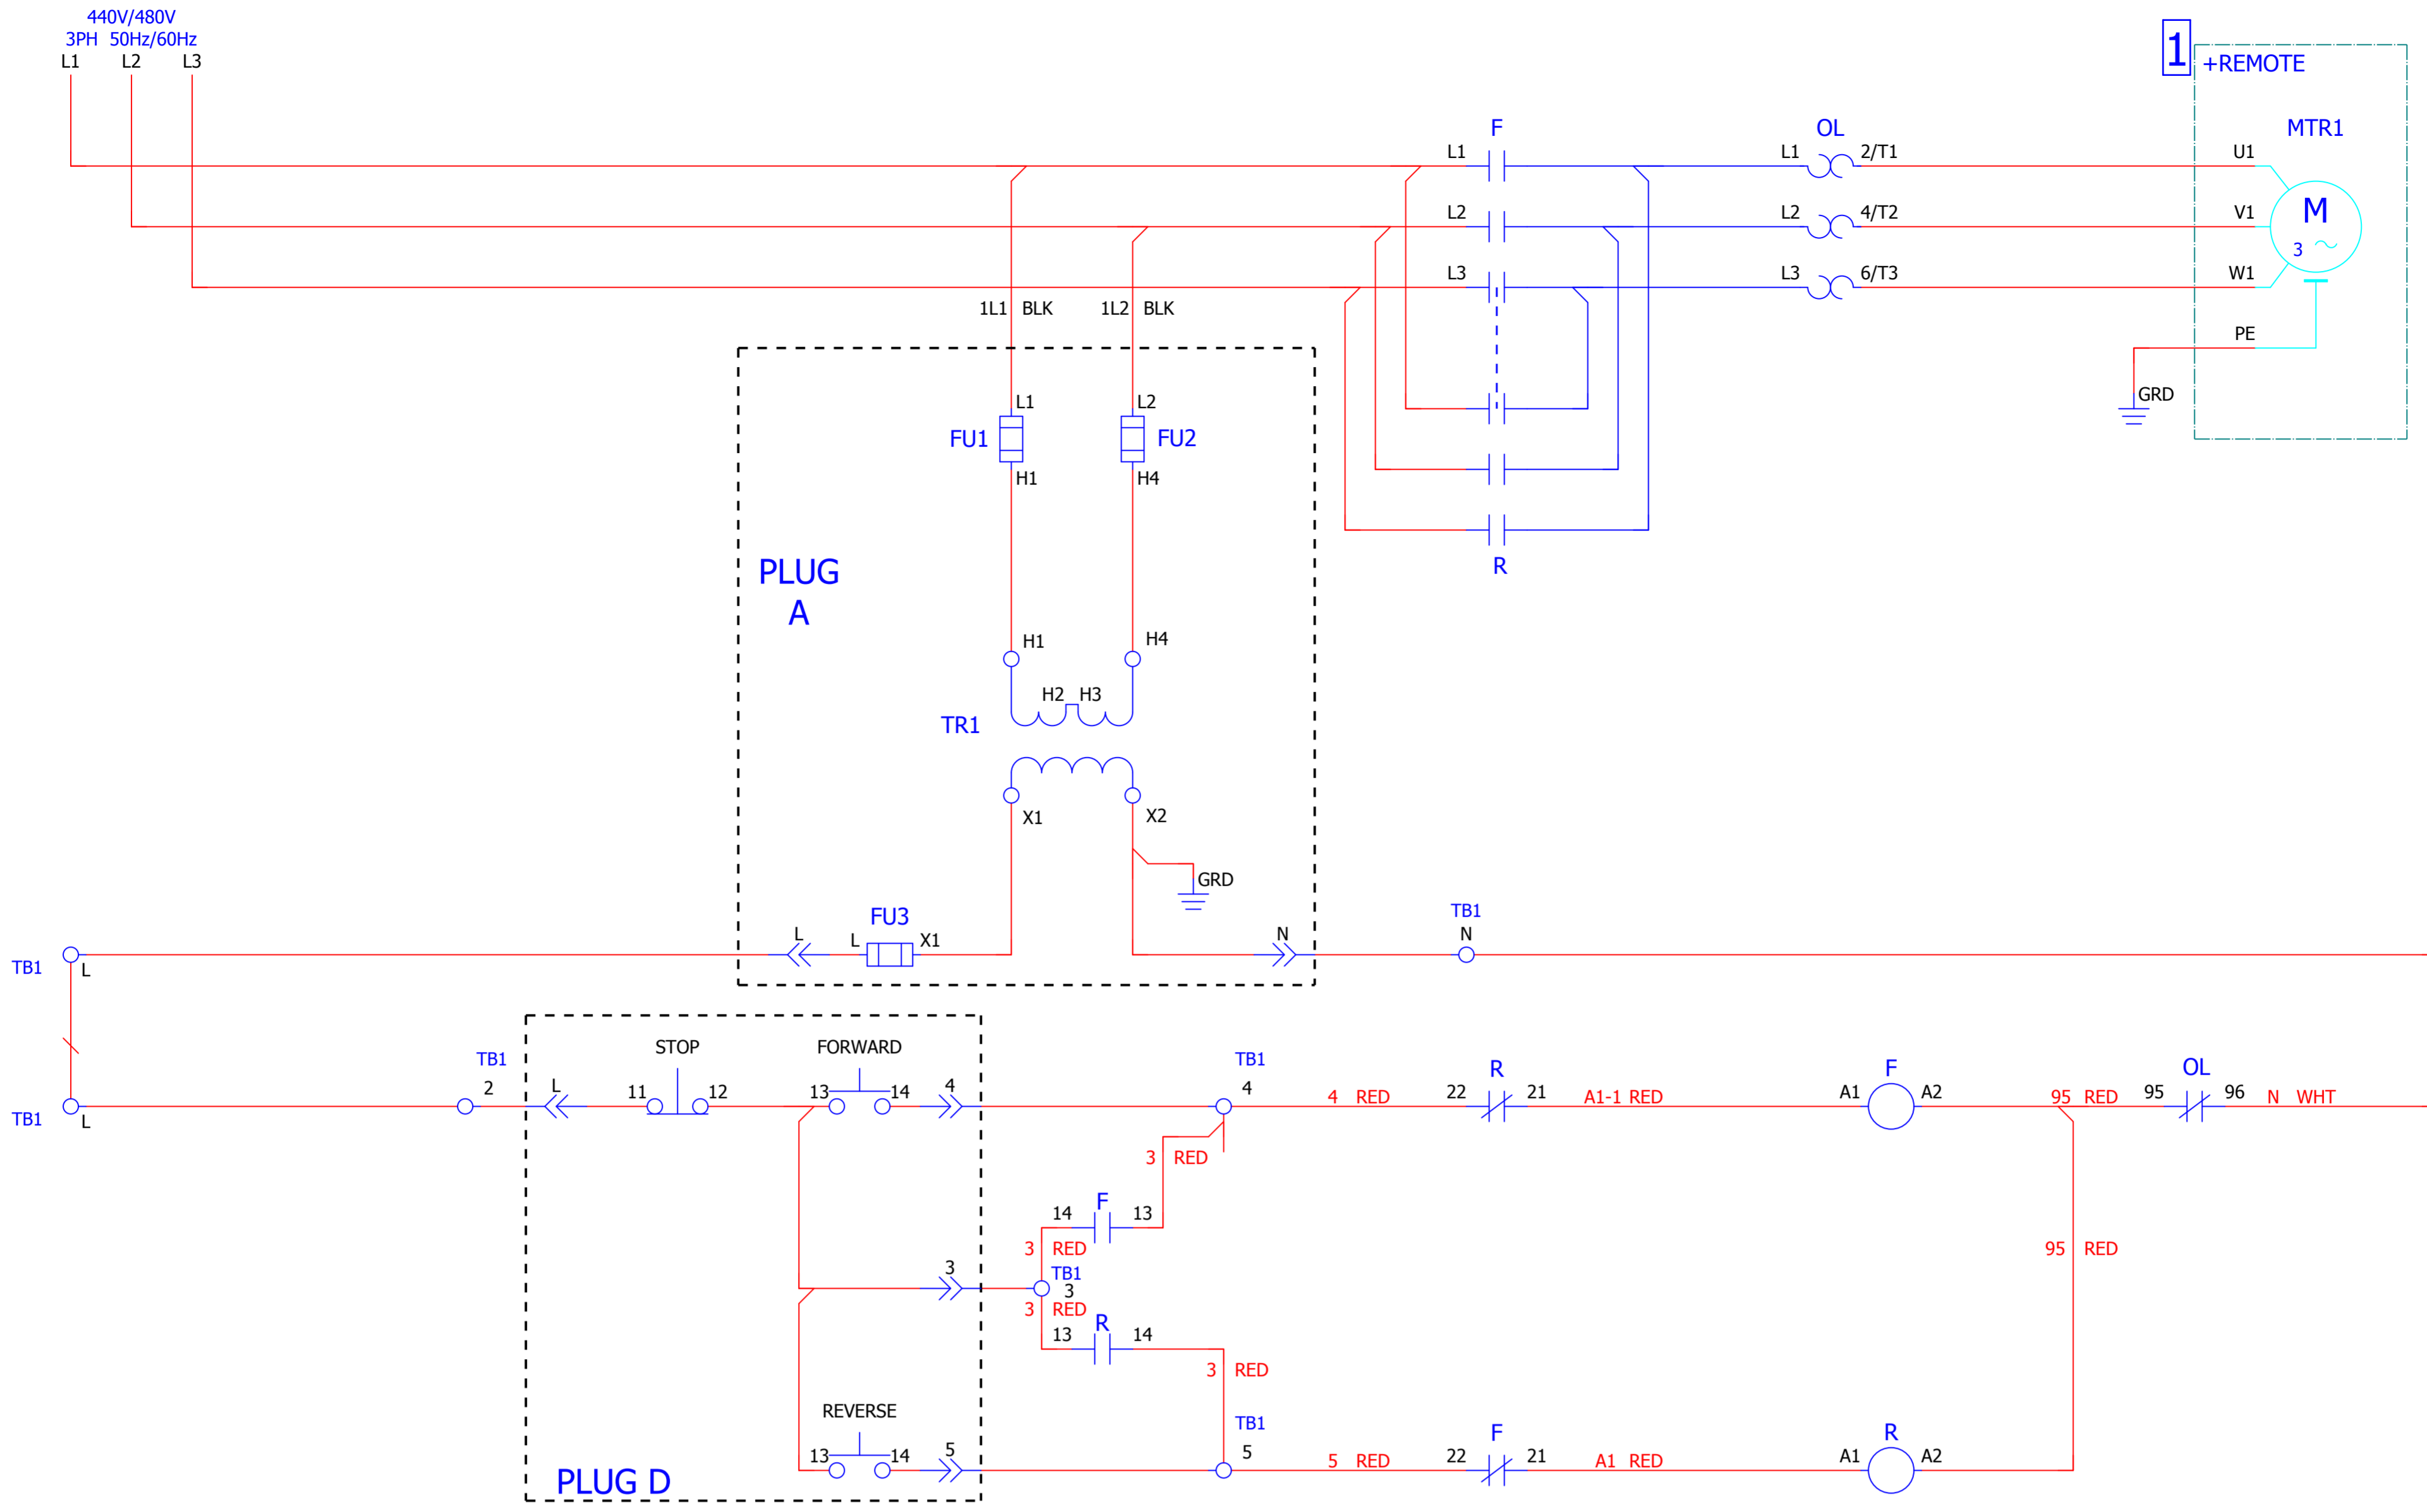 440V/480V
3PH 50Hz/60Hz
L1 L2 L3
1 +REMOTE
F OL MTR1
L1 L1 2/T1 U1
L2 L2 4/T2 V1 M
3
L3 L3 6/T3 W1
1L1 BLK 1L2 BLK
PE
GRD
L1 L2
FU1 FU2
H1 H4
R
PLUG
A
H1 H4
H2 H3
TR1
X1 X2
GRD
FU3 TB1
L L X1 N N
TB1 L
STOP FORWARD
TB1 TB1 R F OL
2 L 11 12 13 14 4 4 4 RED 22 21 A1-1 RED A1 A2 95 RED 95 96 N WHT
TB1 L
3 RED
F
14 13
3 RED 95 RED
3 TB1
3
3 RED
R
13 14
3 RED
REVERSE
TB1 F R
13 14 5 5 5 RED 22 21 A1 RED A1 A2
PLUG D